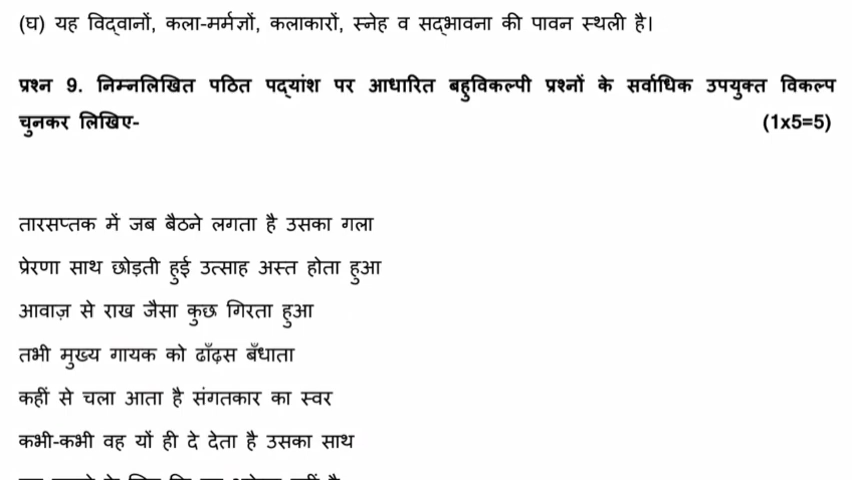 (घ) यह विद्वानों, कला-मर्मज्ञों, कलाकारों, स्नेह व सद्भावना की पावन स्थली है।
प्रश्न 9. निम्नलिखित पठित पद्यांश पर आधारित बहुविकल्पी प्रश्नों के सर्वाधिक उपयुक्त विकल्प
चुनकर लिखिए- (1x5=5)
तारसप्तक में जब बैठने लगता है उसका गला
प्रेरणा साथ छोड़ती हुई उत्साह अस्त होता हुआ
आवाज़ से राख जैसा कुछ गिरता हुआ
तभी मुख्य गायक को ढाँढ़स बँधाता
कहीं से चला आता है संगतकार का स्वर
कभी-कभी वह यों ही दे देता है उसका साथ